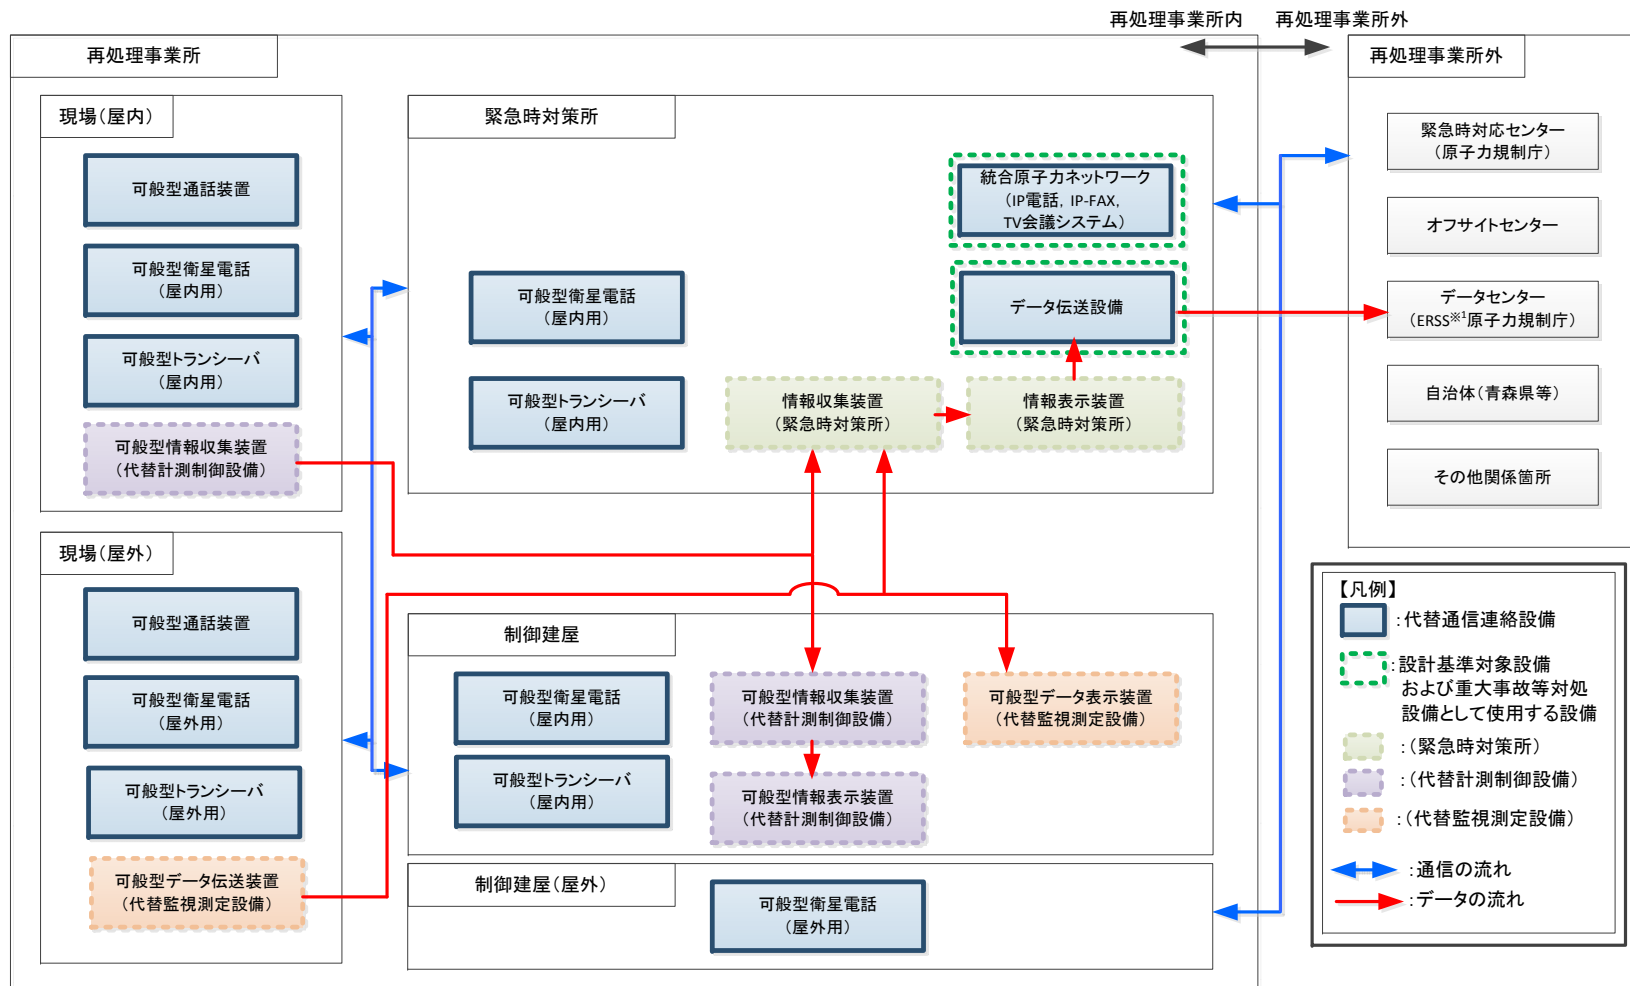 再処理事業所内
再処理事業所外
再処理事業所
現場(屋内)
可般型通話装置
可般型衛星電話
(屋内用)
可般型トランシーバ
(屋内用)
可般型情報収集装置
(代替計測制御設備)
現場(屋外)
可般型通話装置
可般型衛星電話
(屋外用)
可般型トランシーバ
(屋外用)
可般型データ伝送装置
(代替監視測定設備)
緊急時対策所
統合原子力ネットワーク
(IP電話, IP-FAX,
TV会議システム)
可般型衛星電話
(屋内用)
データ伝送設備
可般型トランシーバ
(屋内用)
情報収集装置
(緊急時対策所)
情報表示装置
(緊急時対策所)
制御建屋
可般型衛星電話
(屋内用)
可般型情報収集装置
(代替計測制御設備)
可般型データ表示装置
(代替監視測定設備)
可般型トランシーバ
(屋内用)
可般型情報表示装置
(代替計測制御設備)
制御建屋(屋外)
可般型衛星電話
(屋外用)
再処理事業所外
緊急時対応センター
(原子力規制庁)
オフサイトセンター
データセンター
(ERSS※1原子力規制庁)
自治体(青森県等)
その他関係箇所
【凡例】
:代替通信連絡設備
:設計基準対象設備
および重大事故等対処
設備として使用する設備
:(緊急時対策所)
:(代替計測制御設備)
:(代替監視測定設備)
:通信の流れ
:データの流れ